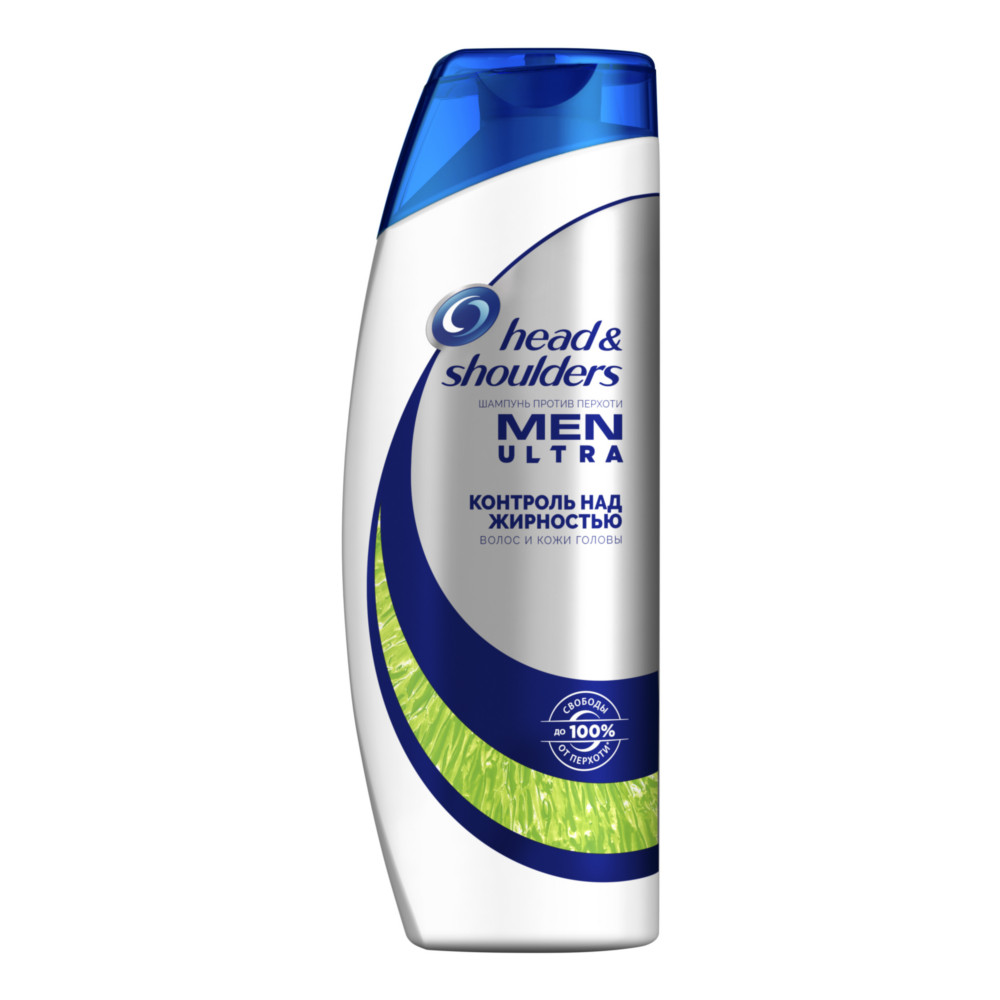 head &
shoulders
ШАМПУНЬ ПРОТИВ ПЕРХОТИ
MEN
ULTRA
КОНТРОЛЬ НАД
ЖИРНОСТЬЮ
ВОЛОС И КОЖИ ГОЛОВЫ
СВОБОДЫ
ДО 100%
ОТ ПЕРХОТИ*